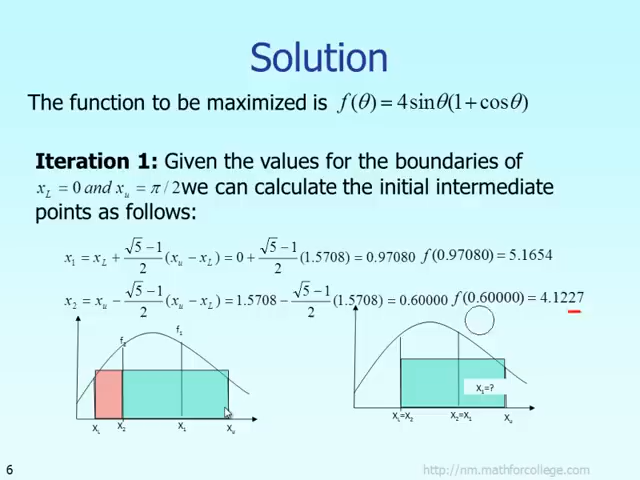 Solution
The function to be maximized is f(θ) = 4sinθ(1+cosθ)
Iteration 1: Given the values for the boundaries of
x_L = 0 and x_u = π/2 we can calculate the initial intermediate
points as follows:
x₁ = x_L + (√5−1)/2 (x_u − x_L) = 0 + (√5−1)/2 (1.5708) = 0.97080 f(0.97080) = 5.1654
x₂ = x_u − (√5−1)/2 (x_u − x_L) = 1.5708 − (√5−1)/2 (1.5708) = 0.60000 f(0.60000) = 4.1227
f₂ f₁
X₁=?
X_L X₂ X₁ X_u
X_L=X₂ X₂=X₁ X_u
6
http://nm.mathforcollege.com